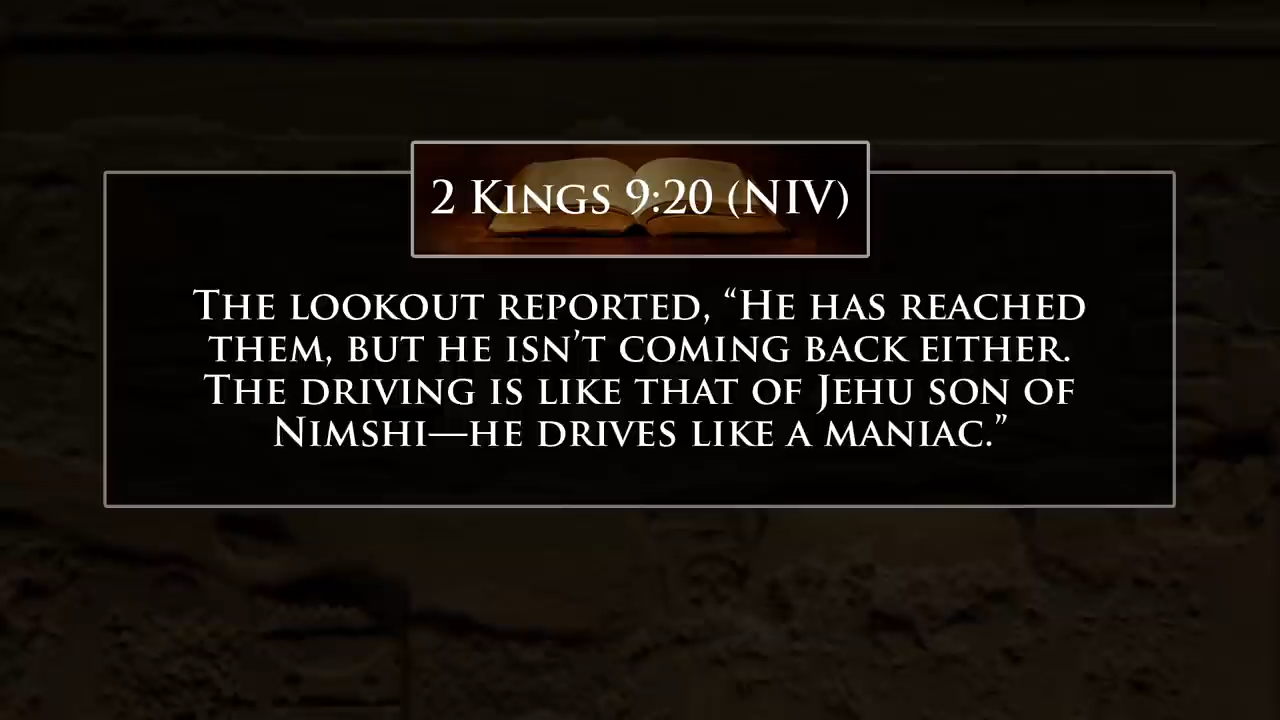 2 Kings 9:20 (NIV)
The lookout reported, “He has reached
them, but he isn’t coming back either.
The driving is like that of Jehu son of
Nimshi—he drives like a maniac.”